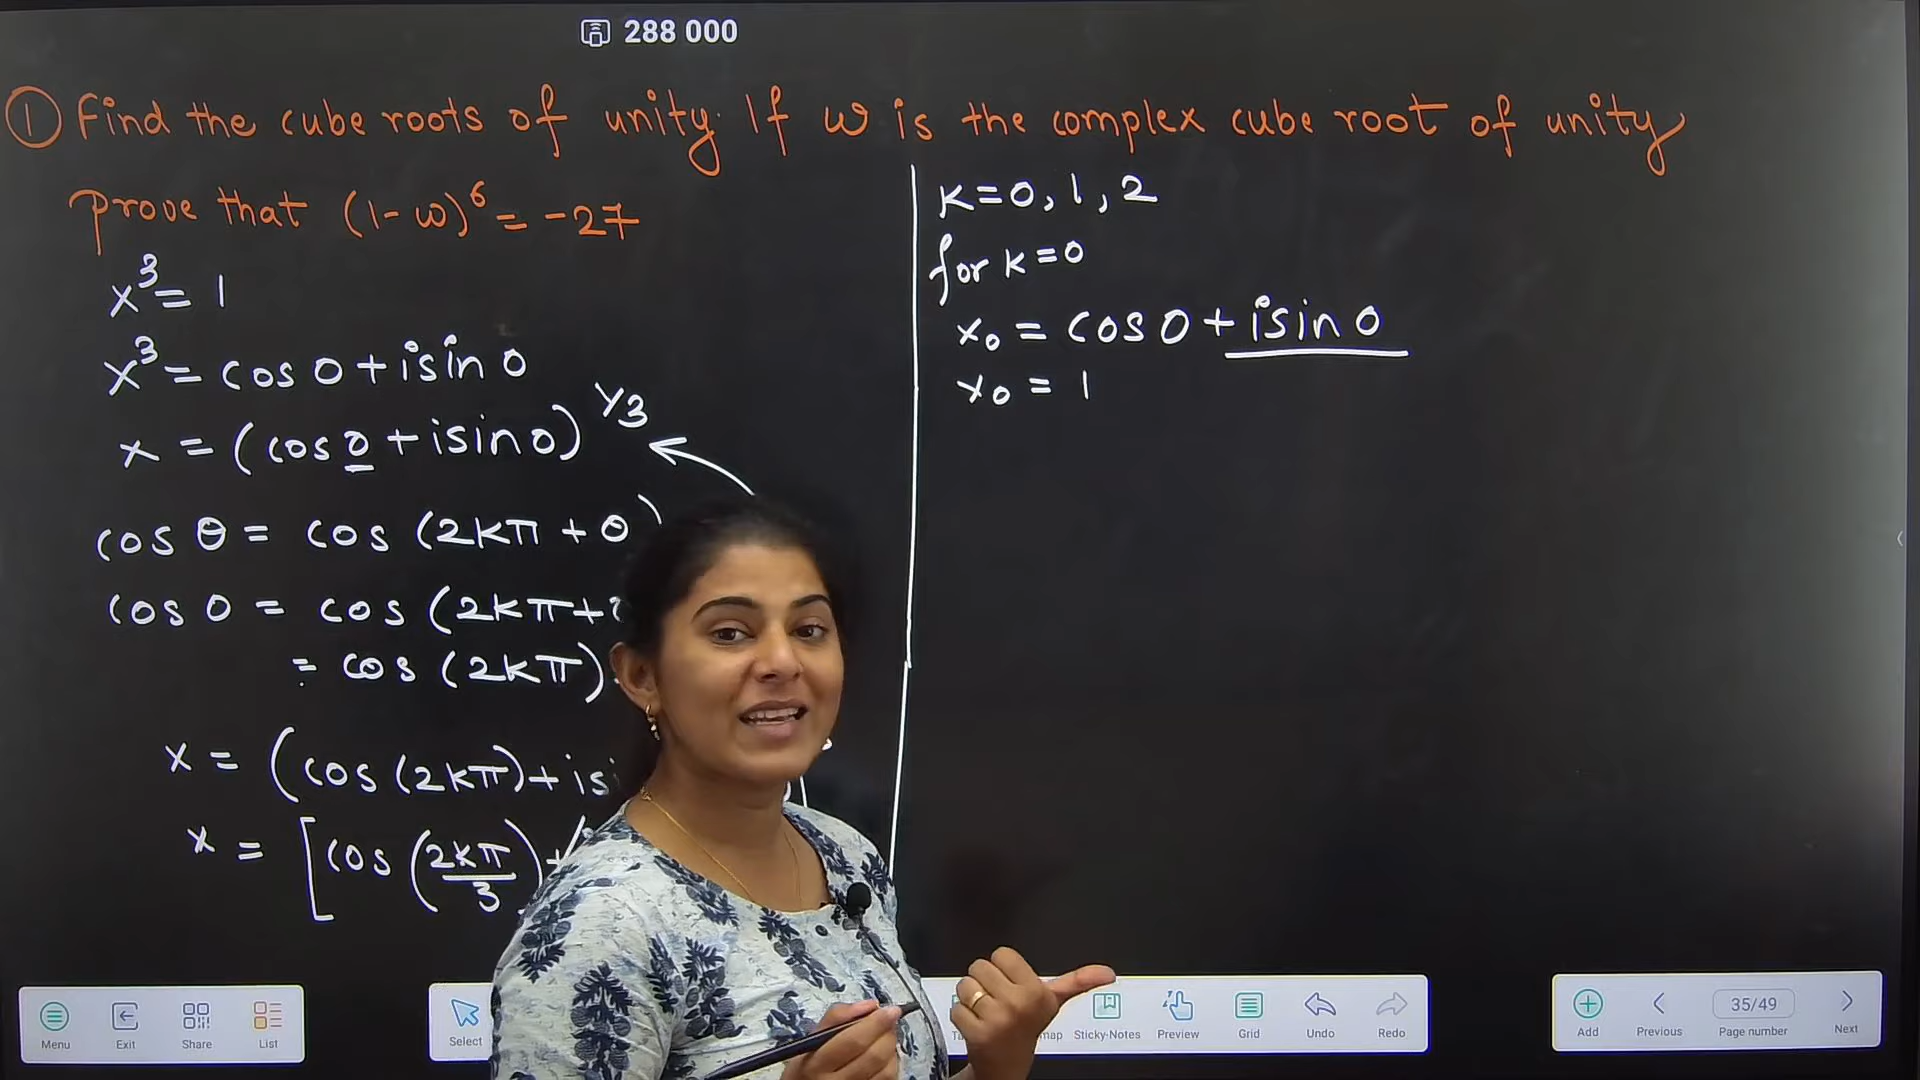 288 000
① Find the cube roots of unity. If ω is the complex cube root of unity
prove that (1-ω)⁶ = -27
x³ = 1
x³ = cos 0 + i sin 0
x = (cos 0 + i sin 0)^1/3
cos θ = cos (2kπ + θ)
cos 0 = cos (2kπ+
= cos (2kπ)
x = (cos (2kπ) + i si
x = [cos (2kπ/3) +
k = 0, 1, 2
for k = 0
x₀ = cos 0 + i sin 0
x₀ = 1
Menu Exit Share List
Select Sticky-Notes Preview Grid Undo Redo
Add Previous 35/49 Page number Next